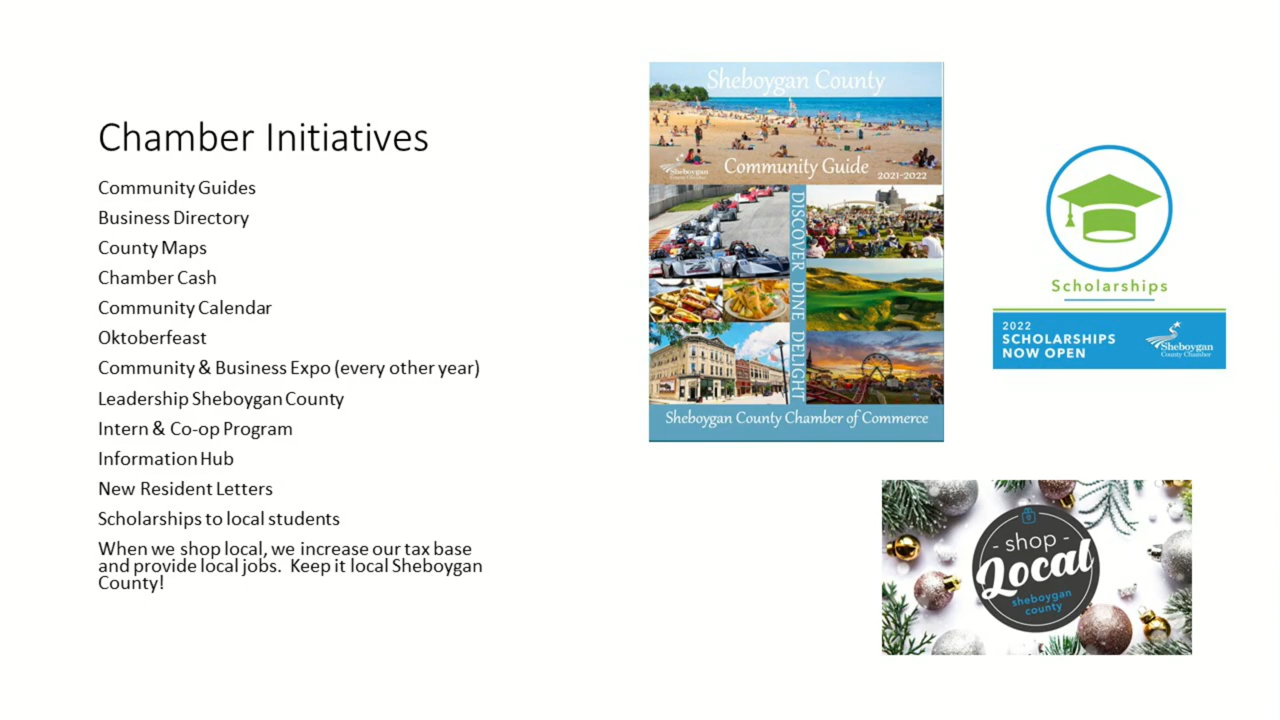 Chamber Initiatives
Community Guides
Business Directory
County Maps
Chamber Cash
Community Calendar
Oktoberfeast
Community & Business Expo (every other year)
Leadership Sheboygan County
Intern & Co-op Program
Information Hub
New Resident Letters
Scholarships to local students
When we shop local, we increase our tax base
and provide local jobs.  Keep it local Sheboygan
County!
Sheboygan County
Sheboygan
Community Guide
2021-2022
DISCOVER DINE DELIGHT
Sheboygan County Chamber of Commerce
Scholarships
2022
SCHOLARSHIPS
NOW OPEN
Sheboygan
County Chamber
- shop -
Local
sheboygan
county